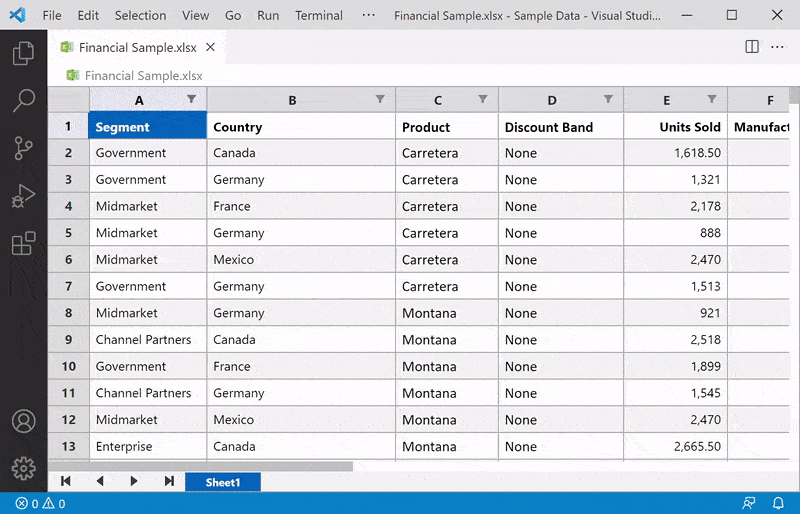 File Edit Selection View Go Run Terminal ··· Financial Sample.xlsx - Sample Data - Visual Studi...
Financial Sample.xlsx
Financial Sample.xlsx
A B C D E F
1 Segment Country Product Discount Band Units Sold Manufact
2 Government Canada Carretera None 1,618.50
3 Government Germany Carretera None 1,321
4 Midmarket France Carretera None 2,178
5 Midmarket Germany Carretera None 888
6 Midmarket Mexico Carretera None 2,470
7 Government Germany Carretera None 1,513
8 Midmarket Germany Montana None 921
9 Channel Partners Canada Montana None 2,518
10 Government France Montana None 1,899
11 Channel Partners Germany Montana None 1,545
12 Midmarket Mexico Montana None 2,470
13 Enterprise Canada Montana None 2,665.50
Sheet1
0 0